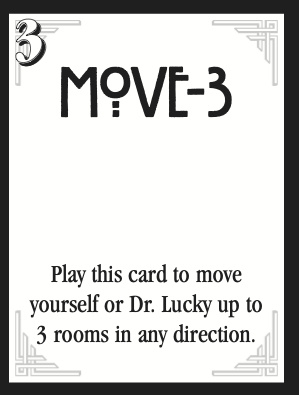 3
MOVE-3
Play this card to move
yourself or Dr. Lucky up to
3 rooms in any direction.